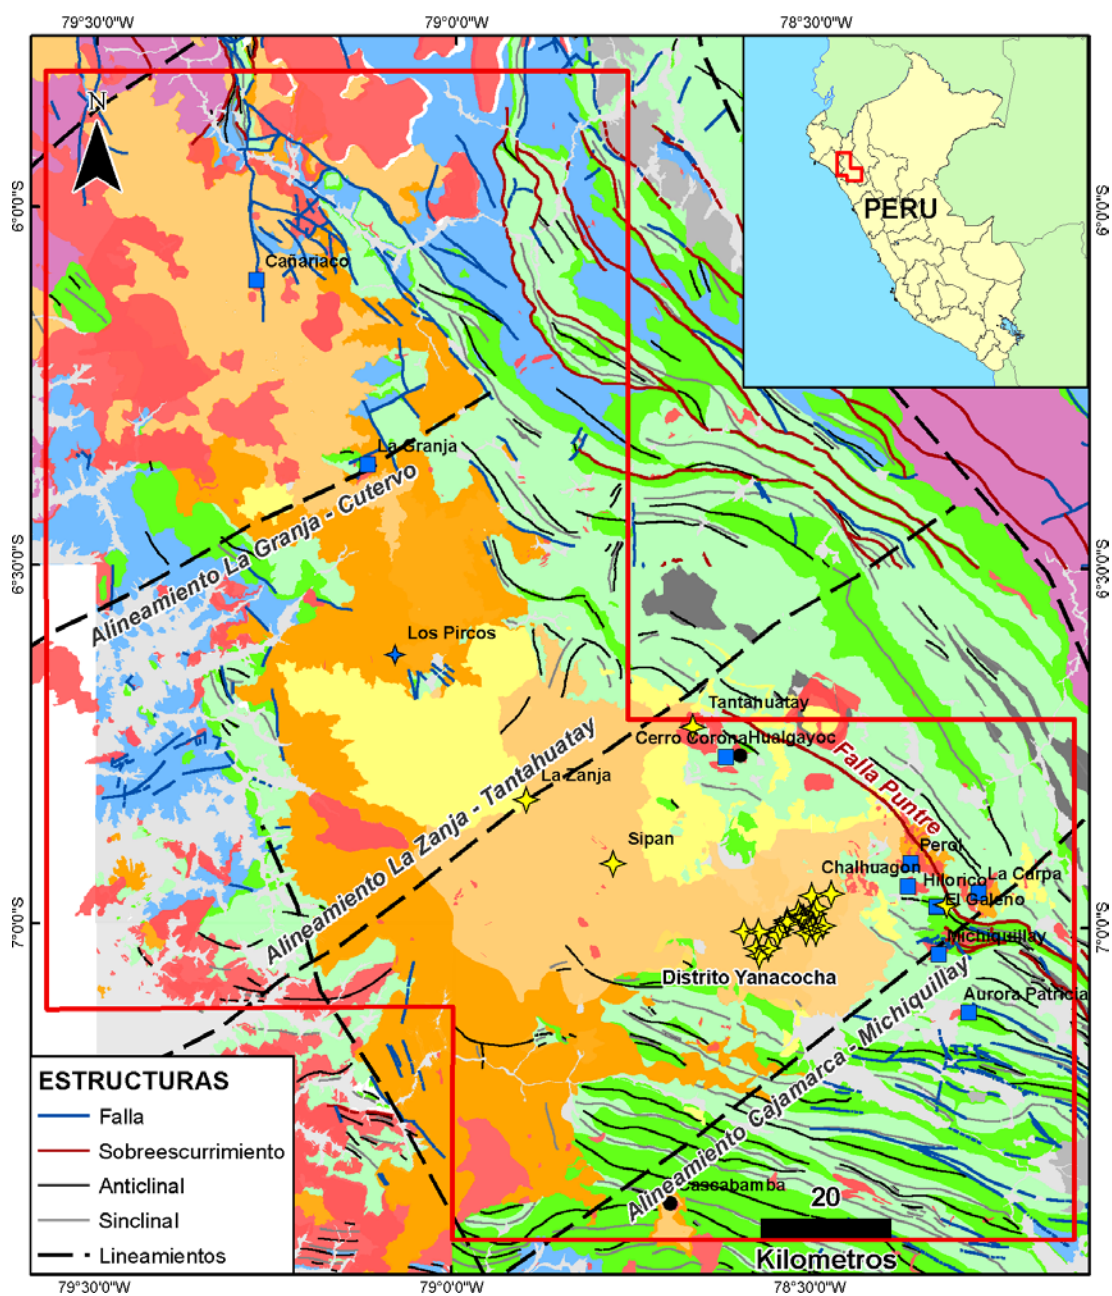 79°30'0"W
79°0'0"W
78°30'0"W
N
PERU
6°0'0"S
6°0'0"S
Cañariaco
La Granja
Alineamiento La Granja - Cutervo
6°30'0"S
6°30'0"S
Los Pircos
Tantahuatay
Cerro Corona
Hualgayoc
Falla Puntre
La Zanja
Alineamiento La Zanja - Tantahuatay
Sipan
Perol
Chalhuagon
Hilorico
La Carpa
El Galeno
7°0'0"S
7°0'0"S
Michiquillay
Distrito Yanacocha
Aurora Patricia
Alineamiento Cajamarca - Michiquillay
Cascabamba
ESTRUCTURAS
Falla
Sobreescurrimiento
Anticlinal
Sinclinal
Lineamientos
20
Kilometros
79°30'0"W
79°0'0"W
78°30'0"W